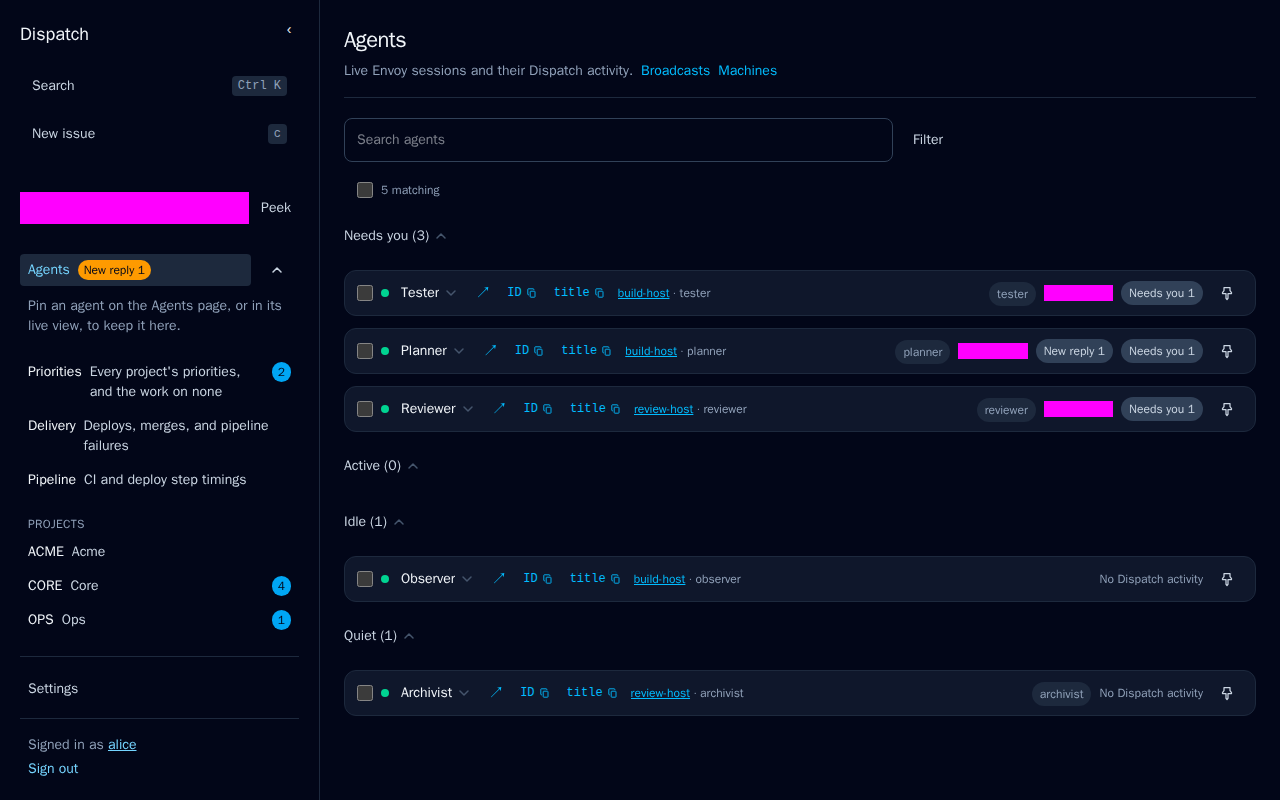 Dispatch
Search Ctrl K
New issue C
Peek
Agents New reply 1
Pin an agent on the Agents page, or in its
live view, to keep it here.
Priorities Every project's priorities,
and the work on none
2
Delivery Deploys, merges, and pipeline
failures
Pipeline CI and deploy step timings
PROJECTS
ACME Acme
CORE Core 4
OPS Ops 1
Settings
Signed in as alice
Sign out
Agents
Live Envoy sessions and their Dispatch activity. Broadcasts Machines
Search agents Filter
5 matching
Needs you (3)
Tester ID title build-host · tester tester Needs you 1
Planner ID title build-host · planner planner New reply 1 Needs you 1
Reviewer ID title review-host · reviewer reviewer Needs you 1
Active (0)
Idle (1)
Observer ID title build-host · observer No Dispatch activity
Quiet (1)
Archivist ID title review-host · archivist archivist No Dispatch activity